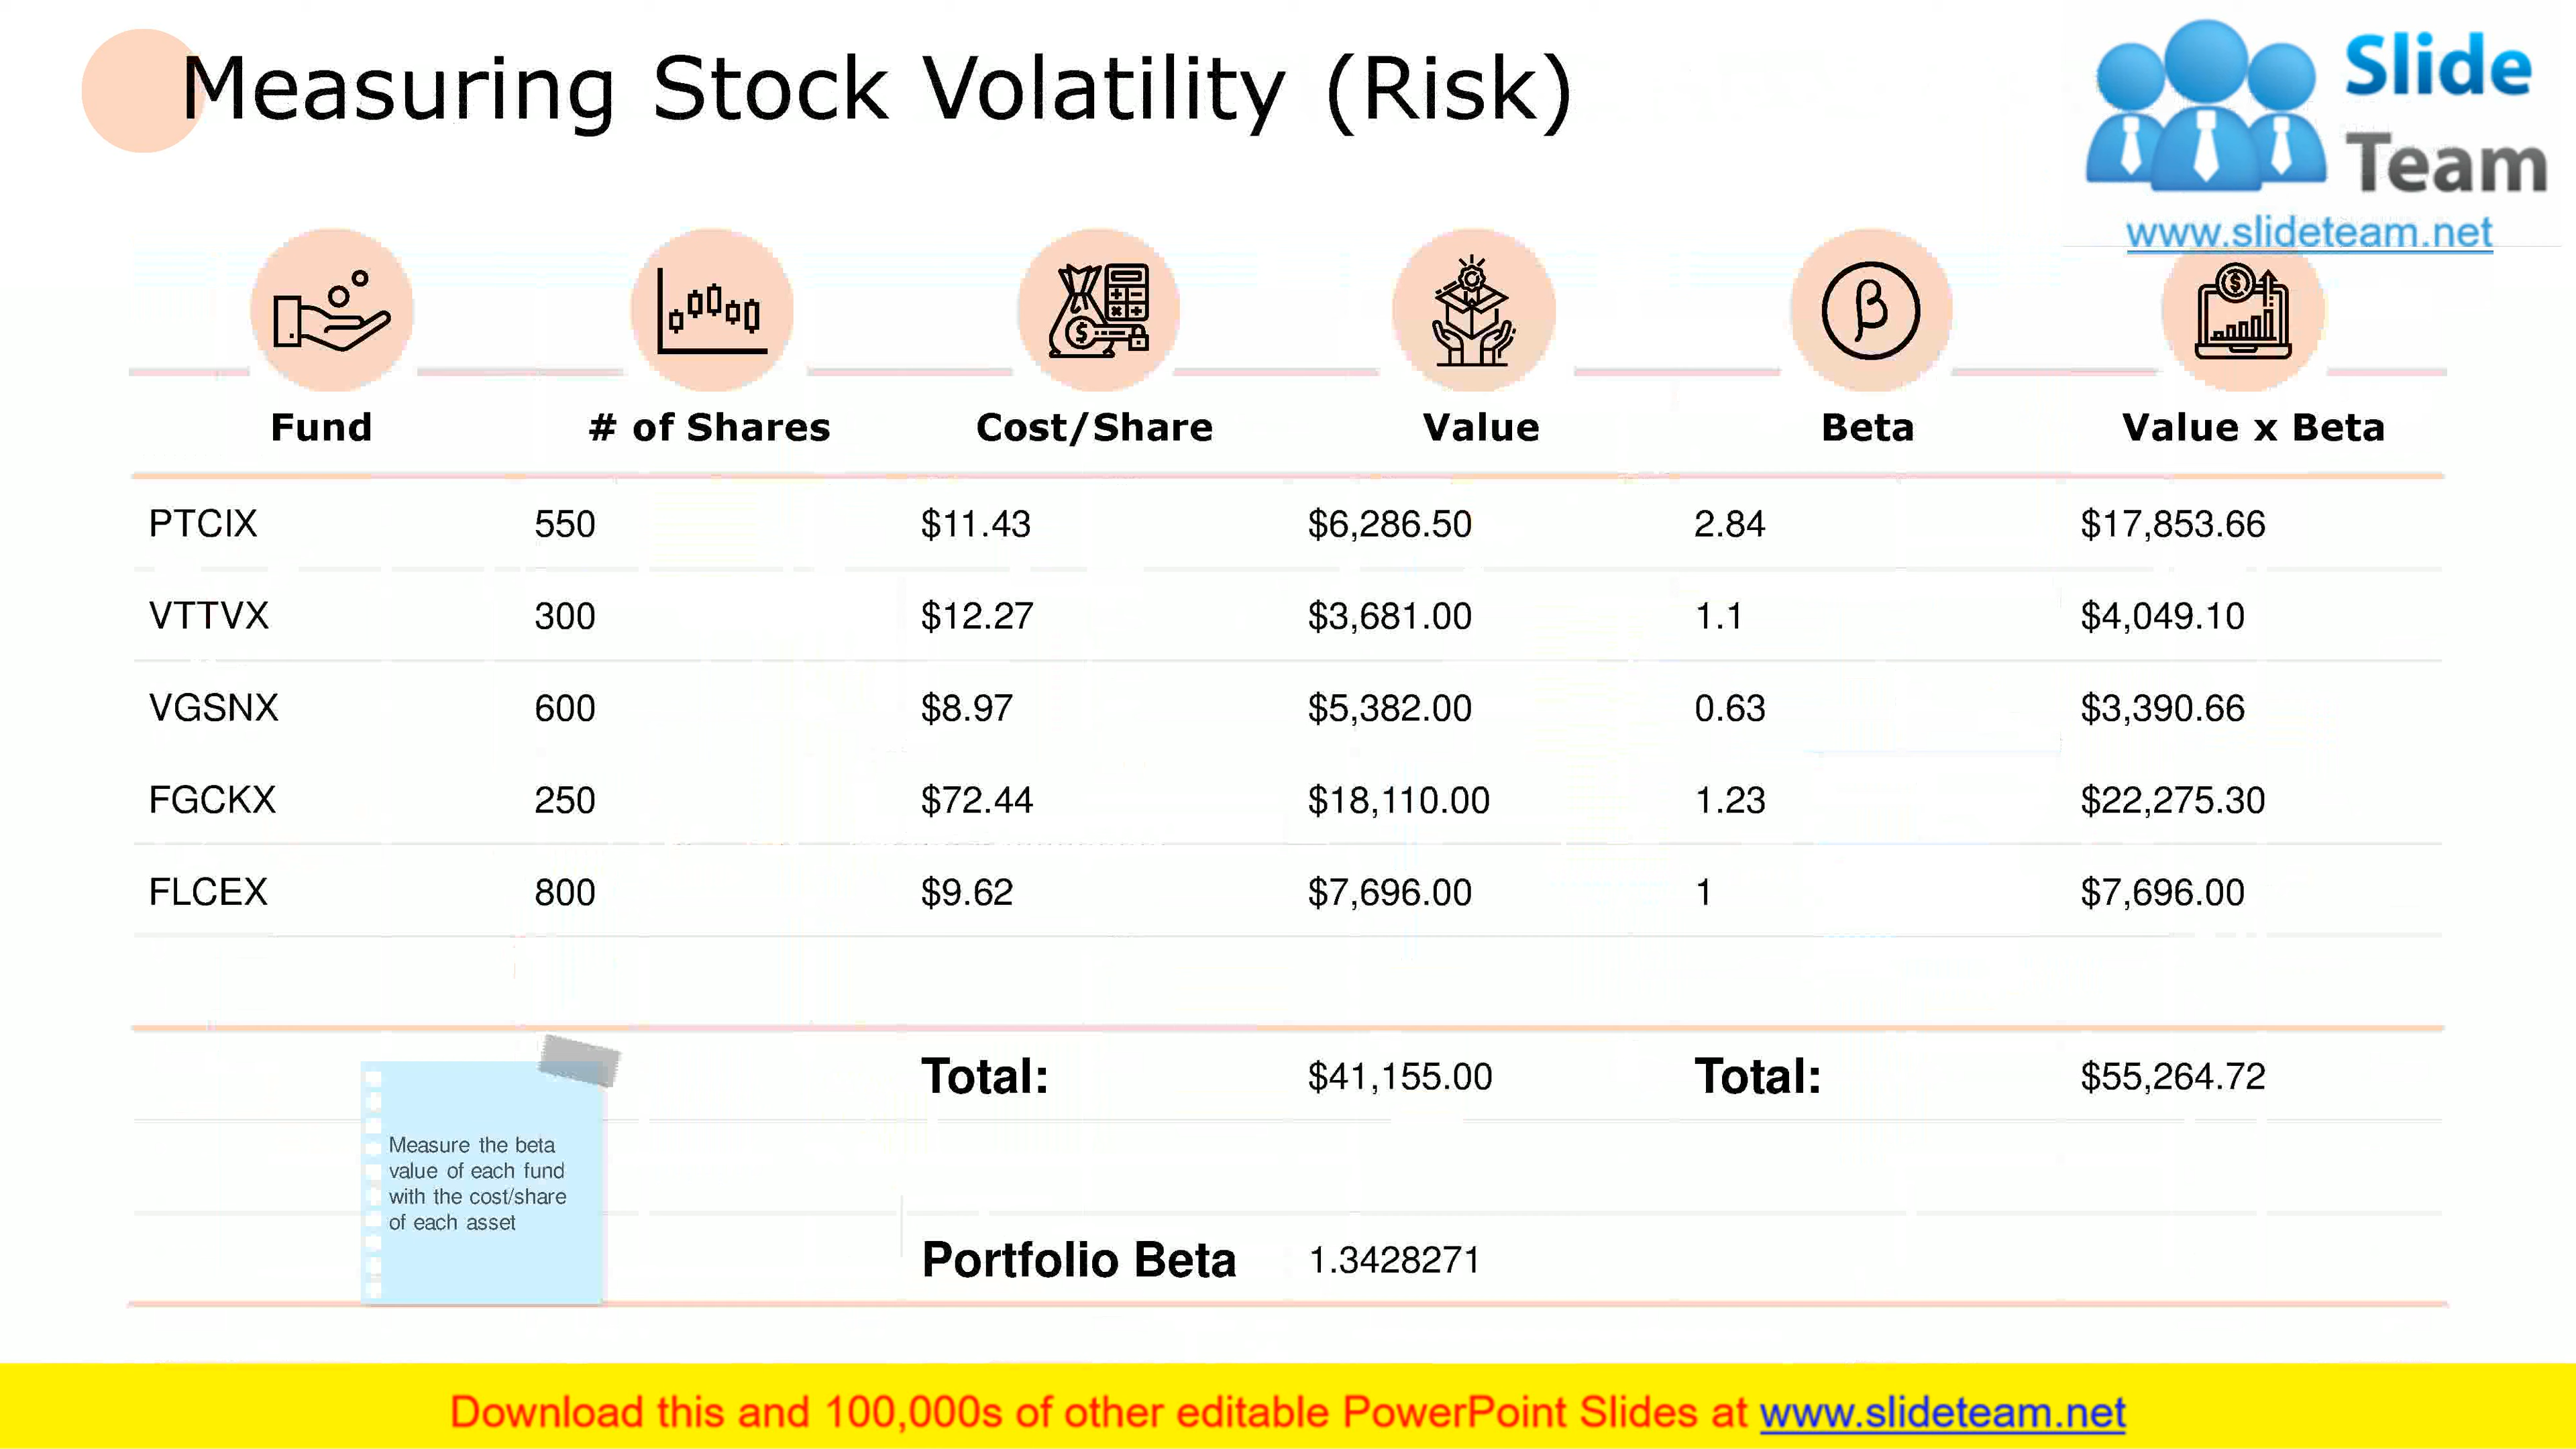 Measuring Stock Volatility (Risk)
Slide
Team
www.slideteam.net
Fund # of Shares Cost/Share Value Beta Value x Beta
PTCIX 550 $11.43 $6,286.50 2.84 $17,853.66
VTTVX 300 $12.27 $3,681.00 1.1 $4,049.10
VGSNX 600 $8.97 $5,382.00 0.63 $3,390.66
FGCKX 250 $72.44 $18,110.00 1.23 $22,275.30
FLCEX 800 $9.62 $7,696.00 1 $7,696.00
Total: $41,155.00 Total: $55,264.72
Measure the beta
value of each fund
with the cost/share
of each asset
Portfolio Beta 1.3428271
Download this and 100,000s of other editable PowerPoint Slides at www.slideteam.net